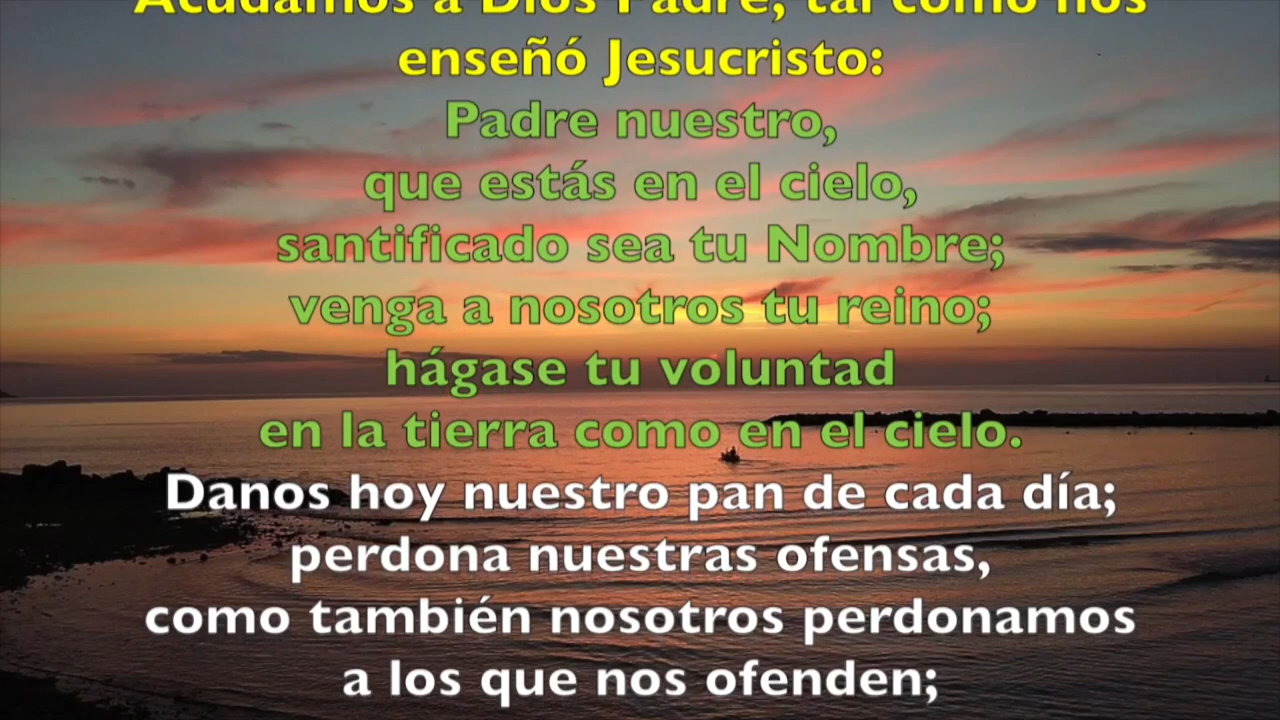 Acudamos a Dios Padre, tal como nos
enseñó Jesucristo:
Padre nuestro,
que estás en el cielo,
santificado sea tu Nombre;
venga a nosotros tu reino;
hágase tu voluntad
en la tierra como en el cielo.
Danos hoy nuestro pan de cada día;
perdona nuestras ofensas,
como también nosotros perdonamos
a los que nos ofenden;